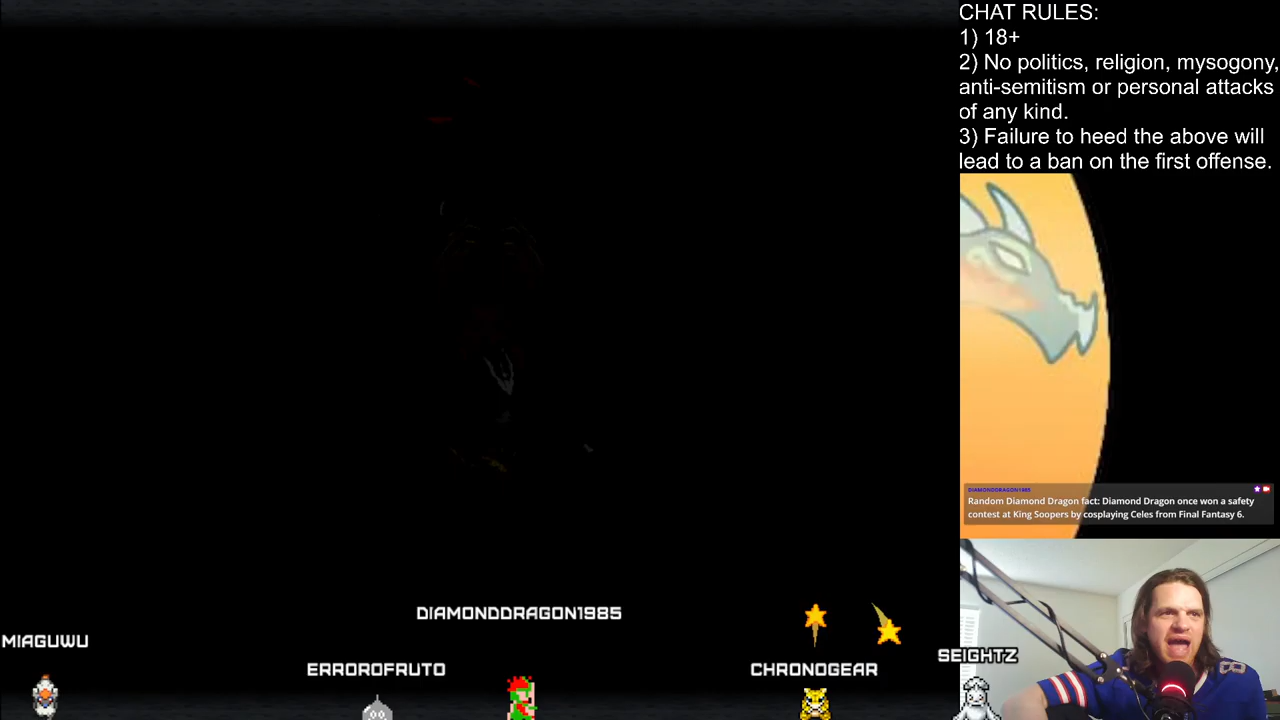 CHAT RULES:
1) 18+
2) No politics, religion, mysogony,
anti-semitism or personal attacks
of any kind.
3) Failure to heed the above will
lead to a ban on the first offense.
DIAMONDDRAGON1985
Random Diamond Dragon fact: Diamond Dragon once won a safety
contest at King Soopers by cosplaying Celes from Final Fantasy 6.
DIAMONDDRAGON1985
MIAGUWU
ERROROFRUTO
CHRONOGEAR
SEIGHTZ
8